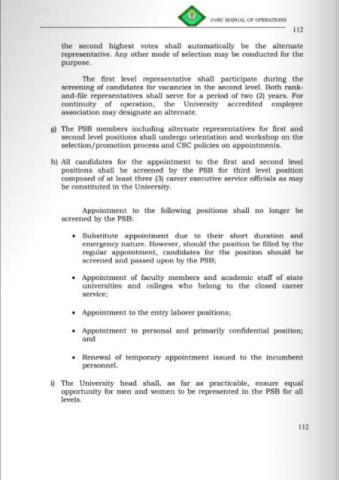 CvSU MANUAL OF OPERATIONS
112
the second highest votes shall automatically be the alternate
representative. Any other mode of selection may be conducted for the
purpose.
The first level representative shall participate during the
screening of candidates for vacancies in the second level. Both rank-
and-file representatives shall serve for a period of two (2) years. For
continuity of operation, the University accredited employee
association may designate an alternate.
g) The PSB members including alternate representatives for first and
second level positions shall undergo orientation and workshop on the
selection/promotion process and CSC policies on appointments.
h) All candidates for the appointment to the first and second level
positions shall be screened by the PSB for third level position
composed of at least three (3) career executive service officials as may
be constituted in the University.
Appointment to the following positions shall no longer be
screened by the PSB:
• Substitute appointment due to their short duration and
emergency nature. However, should the position be filled by the
regular appointment, candidates for the position should be
screened and passed upon by the PSB;
• Appointment of faculty members and academic staff of state
universities and colleges who belong to the closed career
service;
• Appointment to the entry laborer positions;
• Appointment to personal and primarily confidential position;
and
• Renewal of temporary appointment issued to the incumbent
personnel.
i) The University head shall, as far as practicable, ensure equal
opportunity for men and women to be represented in the PSB for all
levels.
112